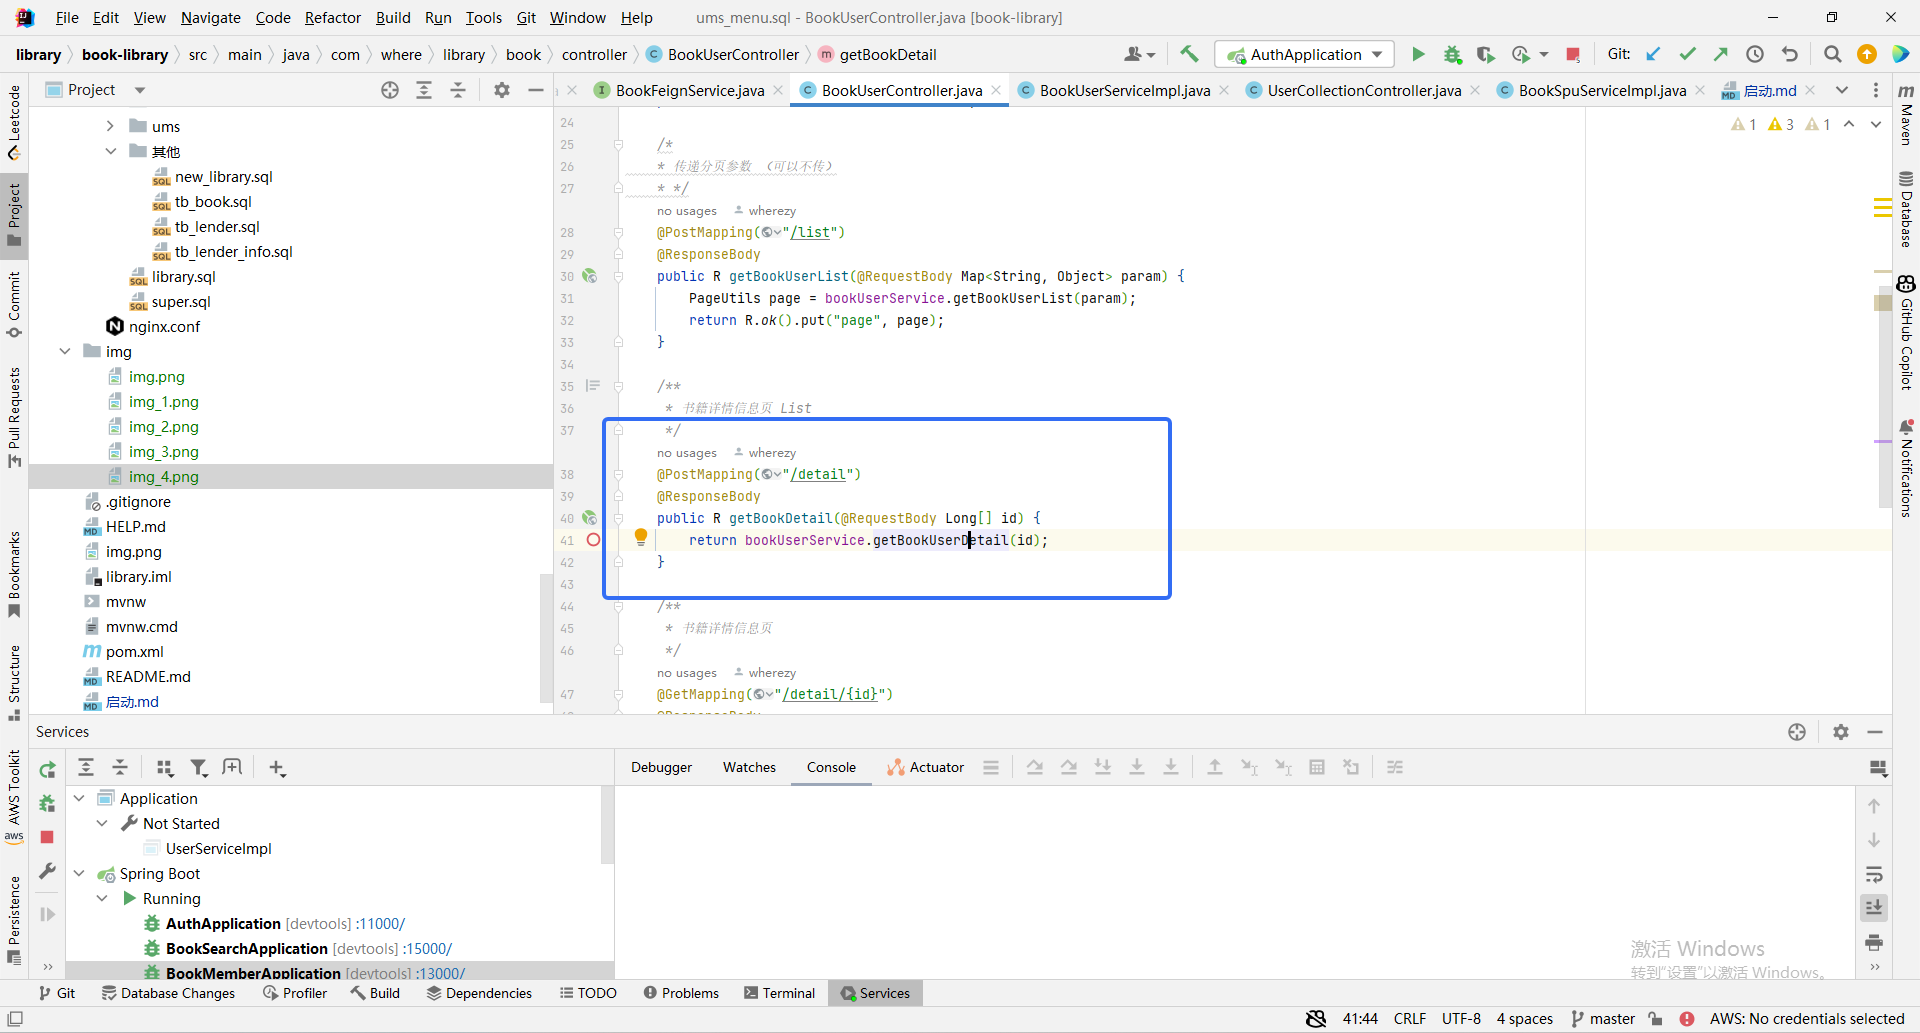 File Edit View Navigate Code Refactor Build Run Tools Git Window Help ums_menu.sql - BookUserController.java [book-library]
library book-library src main java com where library book controller BookUserController getBookDetail AuthApplication Git:
Project
BookFeignService.java BookUserController.java BookUserServiceImpl.java UserCollectionController.java BookSpuServiceImpl.java 启动.md
Leetcode
Project
Commit
Pull Requests
Bookmarks
Structure
AWS Toolkit
aws
Persistence
ums
其他
new_library.sql
tb_book.sql
tb_lender.sql
tb_lender_info.sql
library.sql
super.sql
nginx.conf
img
img.png
img_1.png
img_2.png
img_3.png
img_4.png
.gitignore
HELP.md
img.png
library.iml
mvnw
mvnw.cmd
pom.xml
README.md
启动.md
1 3 1
24
25 /*
26 * 传递分页参数 （可以不传）
27 * */
no usages wherezy
28 @PostMapping("/list")
29 @ResponseBody
30 public R getBookUserList(@RequestBody Map<String, Object> param) {
31 PageUtils page = bookUserService.getBookUserList(param);
32 return R.ok().put("page", page);
33 }
34
35 /**
36 * 书籍详情信息页 List
37 */
no usages wherezy
38 @PostMapping("/detail")
39 @ResponseBody
40 public R getBookDetail(@RequestBody Long[] id) {
41 return bookUserService.getBookUserDetail(id);
42 }
43
44 /**
45 * 书籍详情信息页
46 */
no usages wherezy
47 @GetMapping("/detail/{id}")
Maven
Database
GitHub Copilot
Notifications
Services
Debugger Watches Console Actuator
Application
Not Started
UserServiceImpl
Spring Boot
Running
AuthApplication [devtools] :11000/
BookSearchApplication [devtools] :15000/
BookMemberApplication [devtools] :13000/
激活 Windows
转到“设置”以激活 Windows。
Git Database Changes Profiler Build Dependencies TODO Problems Terminal Services
41:44 CRLF UTF-8 4 spaces master AWS: No credentials selected